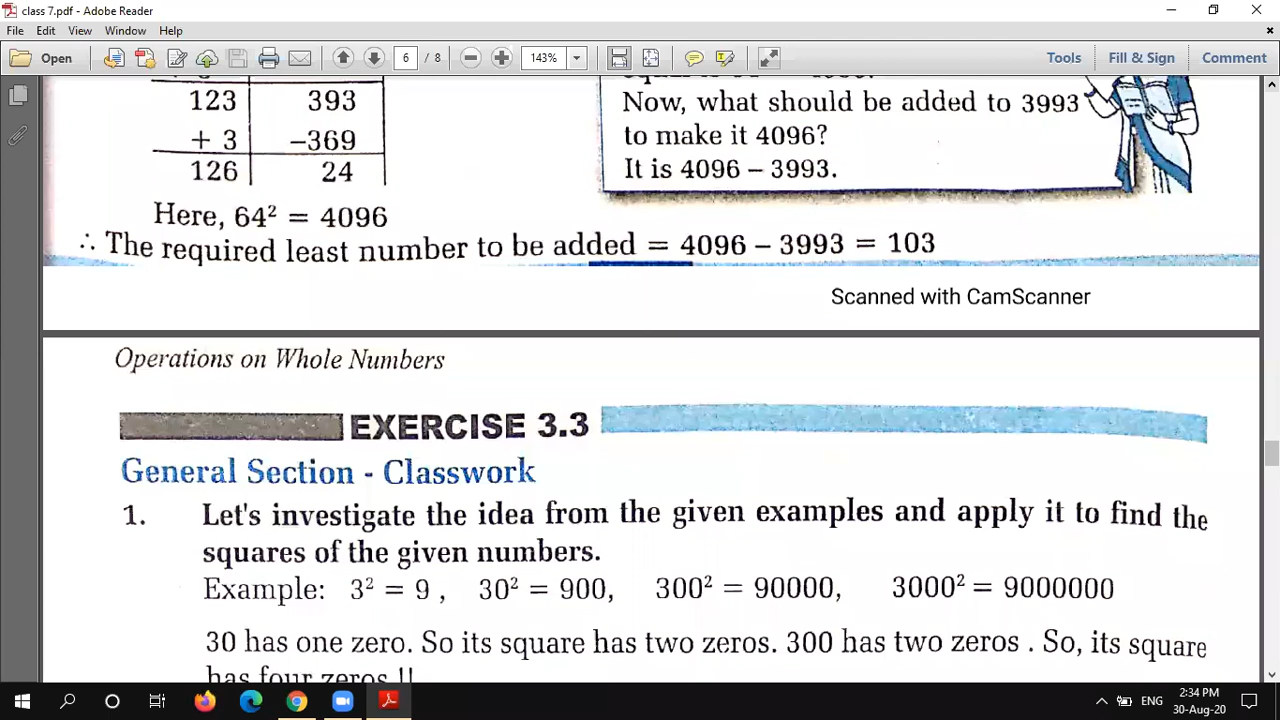 class 7.pdf - Adobe Reader
File Edit View Window Help
Open 6 / 8 143% Tools Fill & Sign Comment
123 393
+ 3 –369
126 24
Now, what should be added to 3993
to make it 4096?
It is 4096 – 3993.
Here, 64² = 4096
∴ The required least number to be added = 4096 – 3993 = 103
Scanned with CamScanner
Operations on Whole Numbers
EXERCISE 3.3
General Section - Classwork
1. Let's investigate the idea from the given examples and apply it to find the
squares of the given numbers.
Example: 3² = 9 , 30² = 900, 300² = 90000, 3000² = 9000000
30 has one zero. So its square has two zeros. 300 has two zeros . So, its square
has four zeros !!
ENG
2:34 PM
30-Aug-20